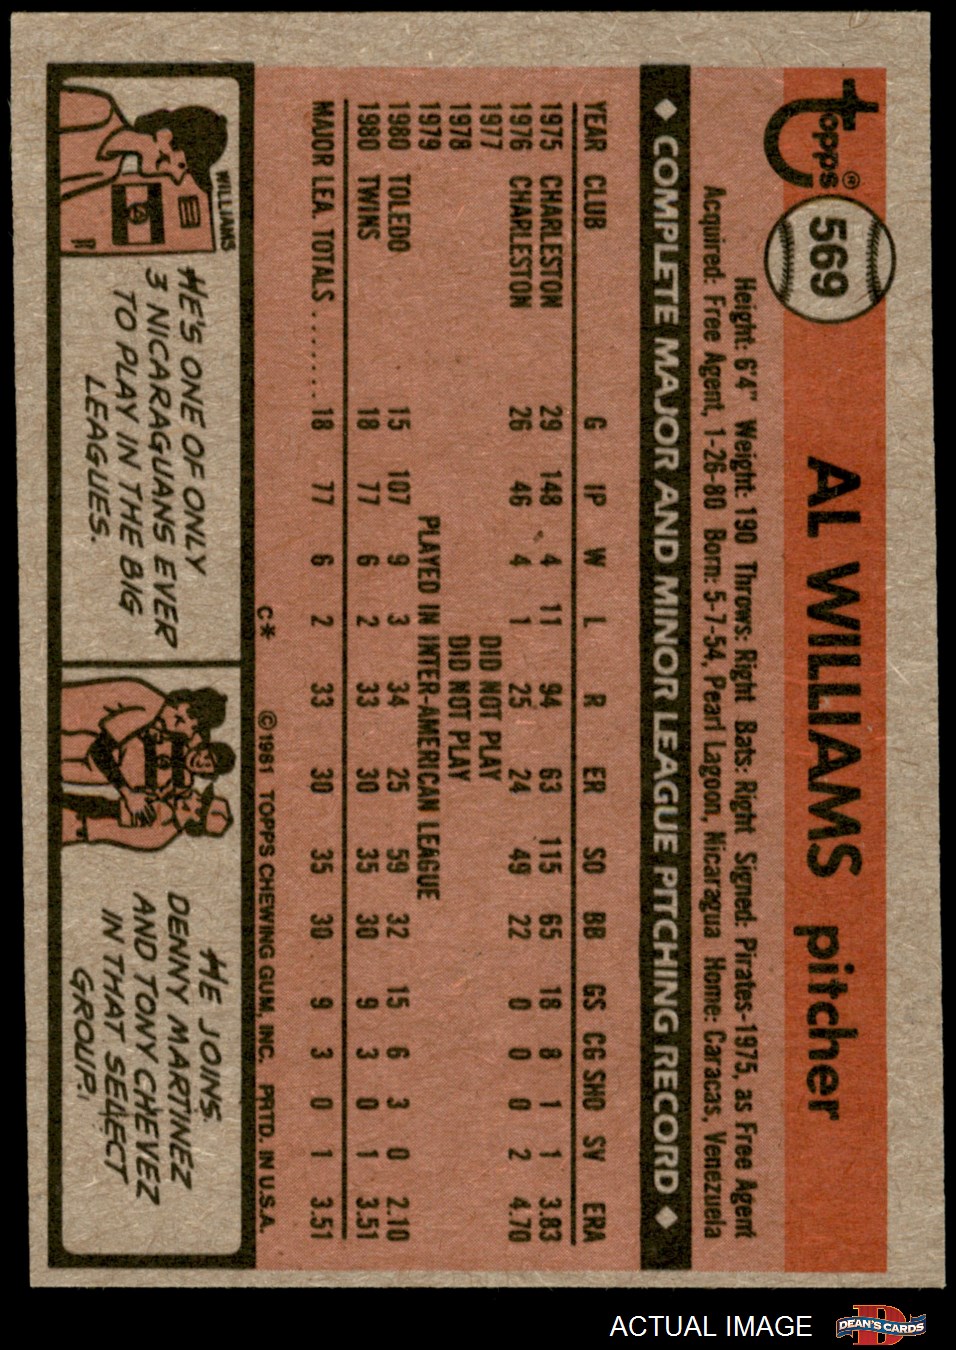 topps®
569
AL WILLIAMS pitcher
Height: 6'4" Weight: 190 Throws: Right Bats: Right Signed: Pirates-1975, as Free Agent
Acquired: Free Agent, 1-26-80 Born: 5-7-54, Pearl Lagoon, Nicaragua Home: Caracas, Venezuela
COMPLETE MAJOR AND MINOR LEAGUE PITCHING RECORD
YEAR CLUB G IP W L R ER SO BB GS CG SHO SV ERA
1975 CHARLESTON 29 148 4 11 94 63 115 65 18 8 1 1 3.83
1976 CHARLESTON 26 46 4 1 25 24 49 22 0 0 0 2 4.70
1977 DID NOT PLAY
1978 DID NOT PLAY
1979 PLAYED IN INTER-AMERICAN LEAGUE
1980 TOLEDO 15 107 9 3 34 25 59 32 15 6 3 0 2.10
1980 TWINS 18 77 6 2 33 30 35 30 9 3 0 1 3.51
MAJOR LEA. TOTALS....... 18 77 6 2 33 30 35 30 9 3 0 1 3.51
C* ©1981 TOPPS CHEWING GUM, INC. PRTD. IN U.S.A.
WILLIAMS
HE'S ONE OF ONLY
3 NICARAGUANS EVER
TO PLAY IN THE BIG
LEAGUES.
HE JOINS
DENNY MARTINEZ
AND TONY CHEVEZ
IN THAT SELECT
GROUP.
ACTUAL IMAGE
D
DEAN'S CARDS